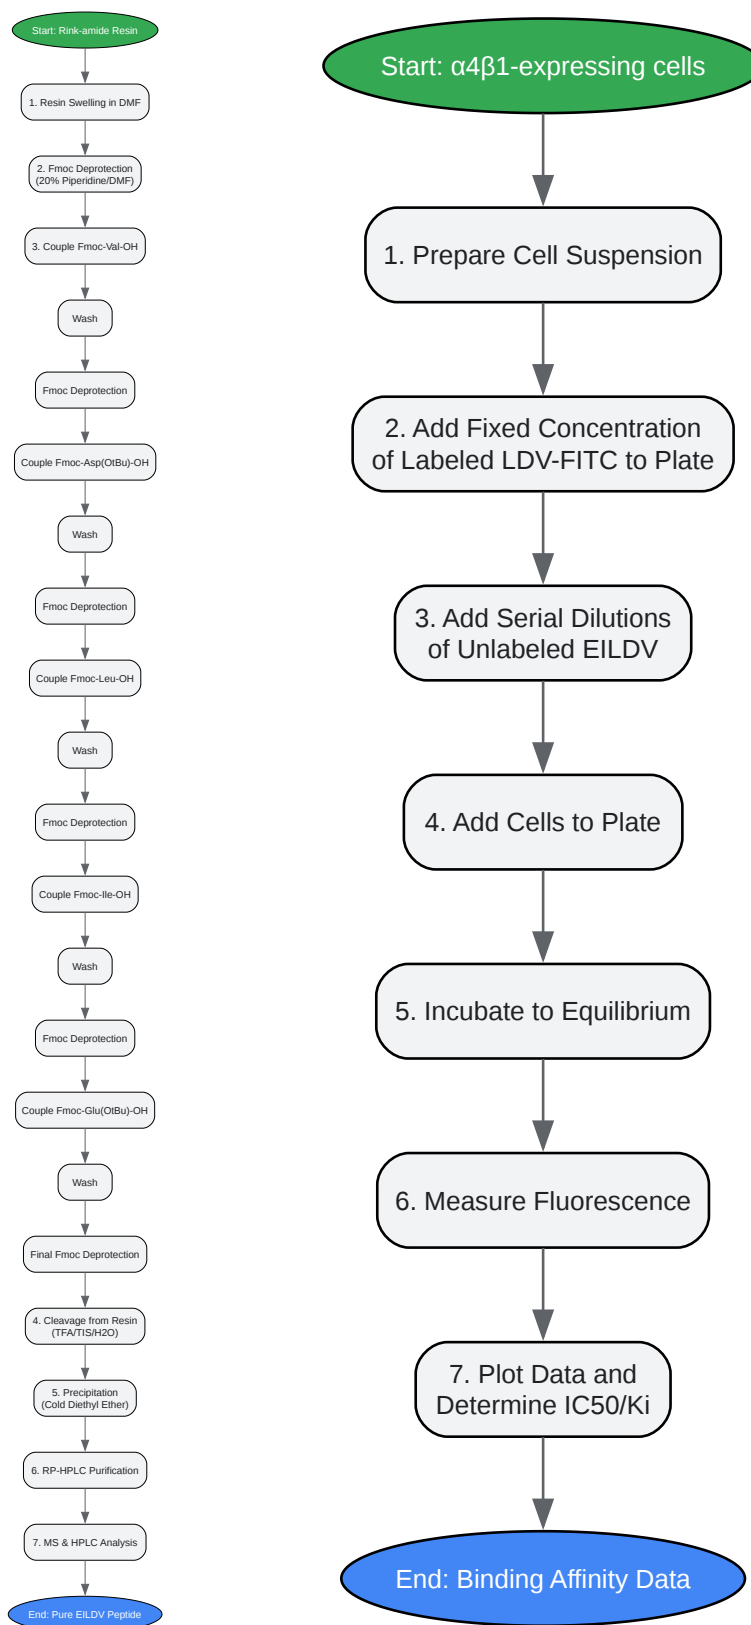 Start: Rink-amide Resin
1. Resin Swelling in DMF
2. Fmoc Deprotection
(20% Piperidine/DMF)
3. Couple Fmoc-Val-OH
Wash
Fmoc Deprotection
Couple Fmoc-Asp(OtBu)-OH
Wash
Fmoc Deprotection
Couple Fmoc-Leu-OH
Wash
Fmoc Deprotection
Couple Fmoc-Ile-OH
Wash
Fmoc Deprotection
Couple Fmoc-Glu(OtBu)-OH
Wash
Final Fmoc Deprotection
4. Cleavage from Resin
(TFA/TIS/H2O)
5. Precipitation
(Cold Diethyl Ether)
6. RP-HPLC Purification
7. MS & HPLC Analysis
End: Pure EILDV Peptide
Start: α4β1-expressing cells
1. Prepare Cell Suspension
2. Add Fixed Concentration
of Labeled LDV-FITC to Plate
3. Add Serial Dilutions
of Unlabeled EILDV
4. Add Cells to Plate
5. Incubate to Equilibrium
6. Measure Fluorescence
7. Plot Data and
Determine IC50/Ki
End: Binding Affinity Data